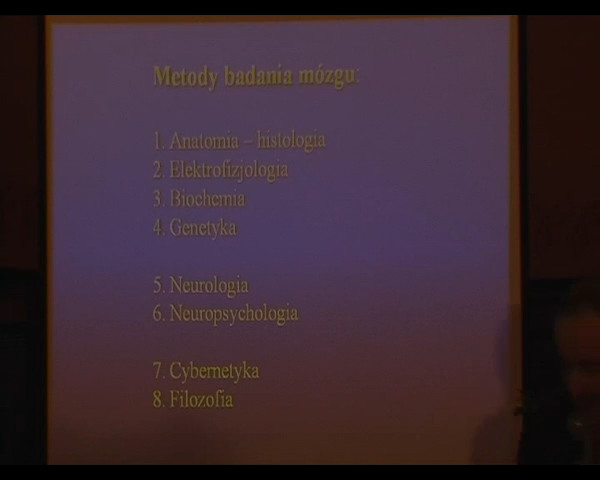 Metody badania mózgu:
1. Anatomia – histologia
2. Elektrofizjologia
3. Biochemia
4. Genetyka
5. Neurologia
6. Neuropsychologia
7. Cybernetyka
8. Filozofia